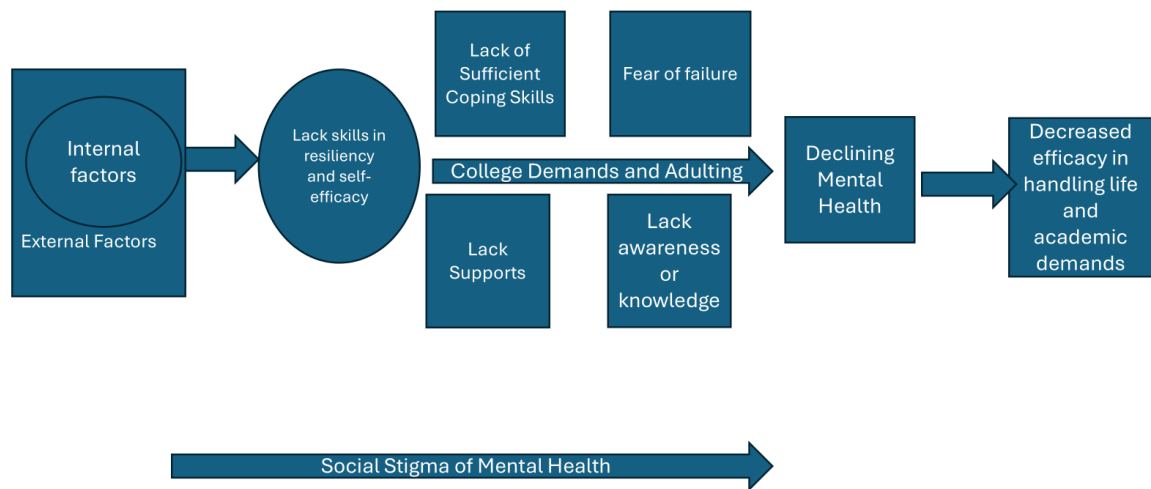 Internal
factors
External Factors
Lack skills in
resiliency
and self-
efficacy
Lack of
Sufficient
Coping Skills
Fear of failure
College Demands and Adulting
Lack
Supports
Lack
awareness
or
knowledge
Declining
Mental
Health
Decreased
efficacy in
handling life
and
academic
demands
Social Stigma of Mental Health